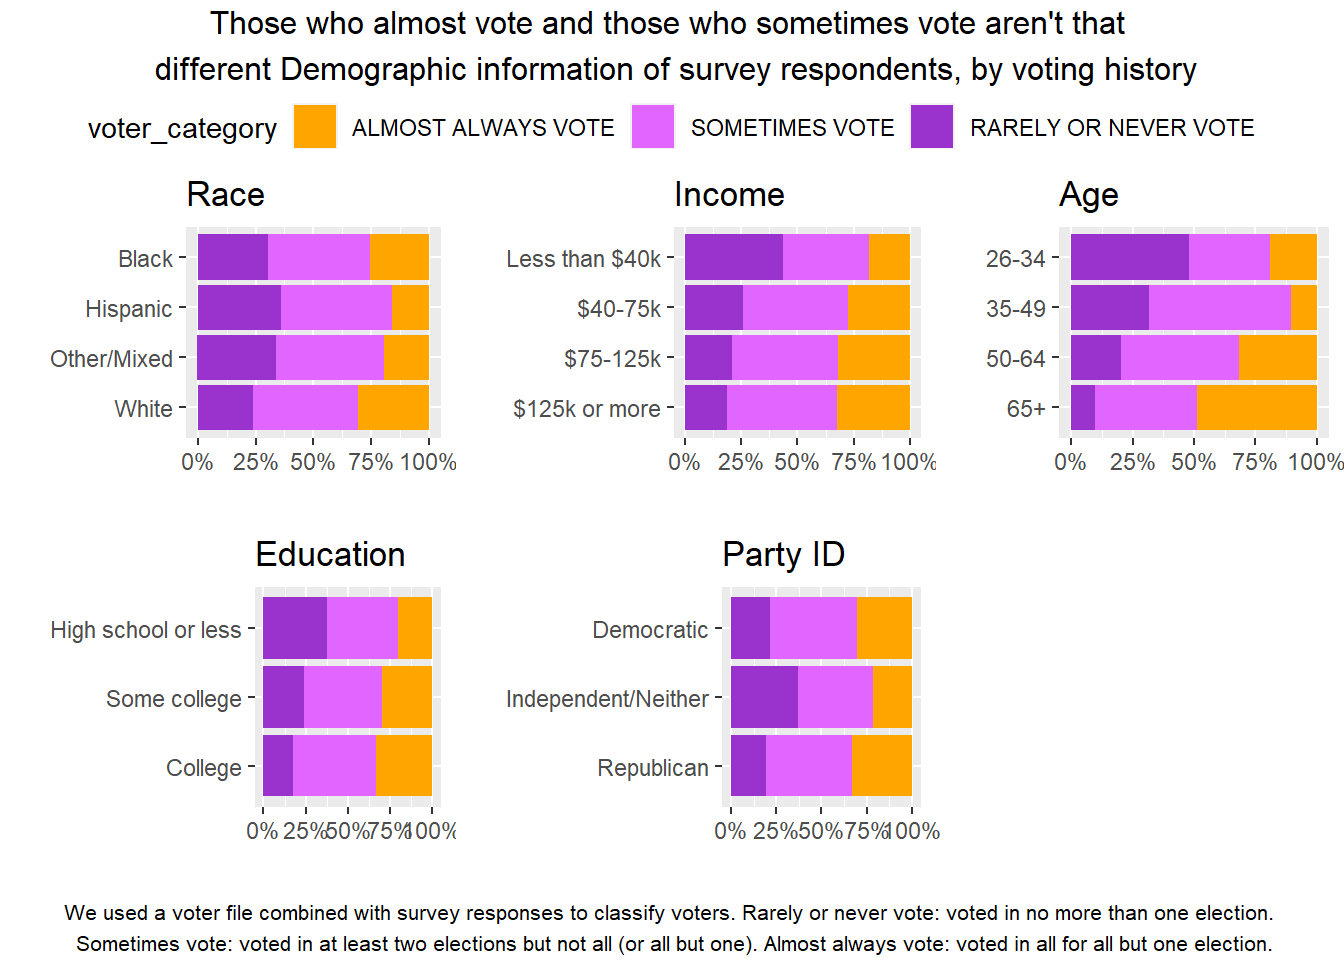 Those who almost vote and those who sometimes vote aren't that
different Demographic information of survey respondents, by voting history
voter_category ALMOST ALWAYS VOTE SOMETIMES VOTE RARELY OR NEVER VOTE
Race
Black
Hispanic
Other/Mixed
White
0% 25% 50% 75% 100%
Income
Less than $40k
$40-75k
$75-125k
$125k or more
0% 25% 50% 75% 100%
Age
26-34
35-49
50-64
65+
0% 25% 50% 75% 100%
Education
High school or less
Some college
College
0% 25% 50% 75% 100%
Party ID
Democratic
Independent/Neither
Republican
0% 25% 50% 75% 100%
We used a voter file combined with survey responses to classify voters. Rarely or never vote: voted in no more than one election.
Sometimes vote: voted in at least two elections but not all (or all but one). Almost always vote: voted in all for all but one election.